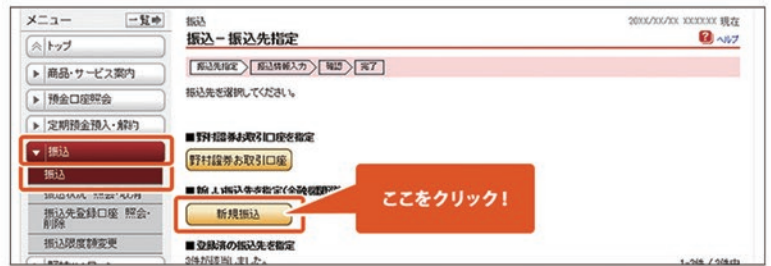 メニュー
一覧
トップ
商品・サービス案内
預金口座照会
定期預金預入・解約
振込
振込
振込先登録口座 照会・
削除
振込限度額変更
振込
振込－振込先指定
20XX/XX/XX XXXXXX 現在
ヘルプ
振込先指定
振込情報入力
確認
完了
振込先を選択してください。
■野村證券お取引口座を指定
野村證券お取引口座
新規振込
ここをクリック！
■登録済の振込先を指定